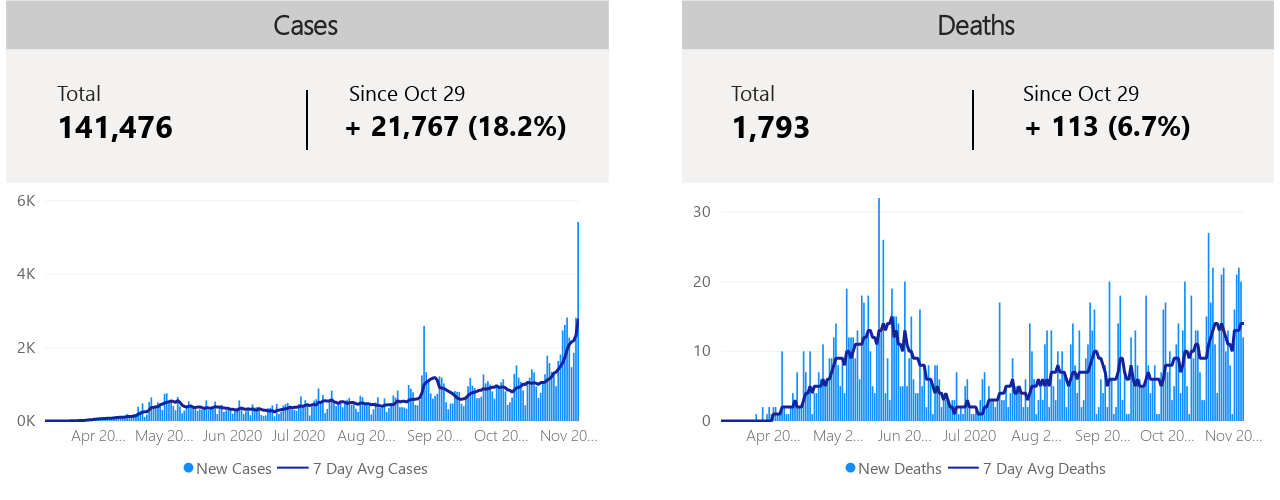 Cases
Total
Since Oct 29
141,476
+ 21,767 (18.2%)
6K
4K
2K
0K
Apr 20... May 20... Jun 2020 Jul 2020 Aug 20... Sep 20... Oct 20... Nov 20...
New Cases 7 Day Avg Cases
Deaths
Total
Since Oct 29
1,793
+ 113 (6.7%)
30
20
10
0
Apr 20... May 2... Jun 20... Jul 2020 Aug 2... Sep 20... Oct 20... Nov 20...
New Deaths 7 Day Avg Deaths